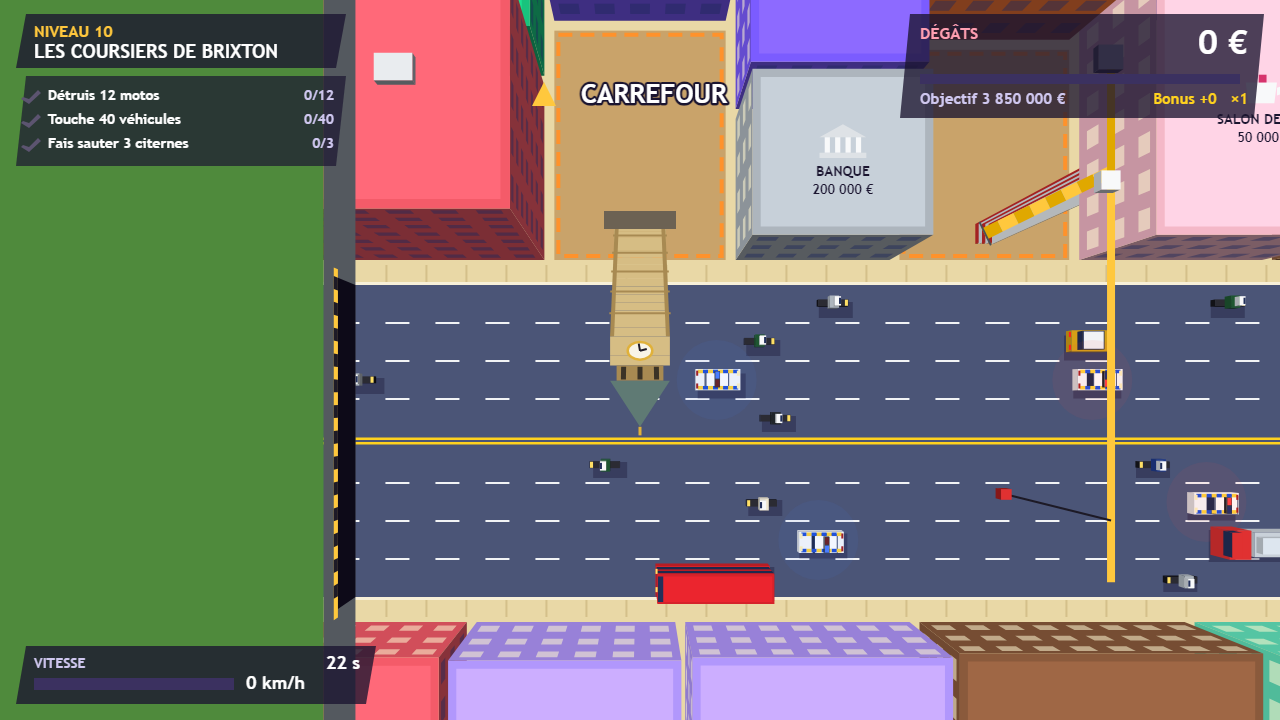 NIVEAU 10
LES COURSIERS DE BRIXTON
Détruis 12 motos 0/12
Touche 40 véhicules 0/40
Fais sauter 3 citernes 0/3
CARREFOUR
BANQUE
200 000 €
DÉGÂTS
0 €
Objectif 3 850 000 €
Bonus +0 ×1
SALON DE
50 000
VITESSE
22 s
0 km/h